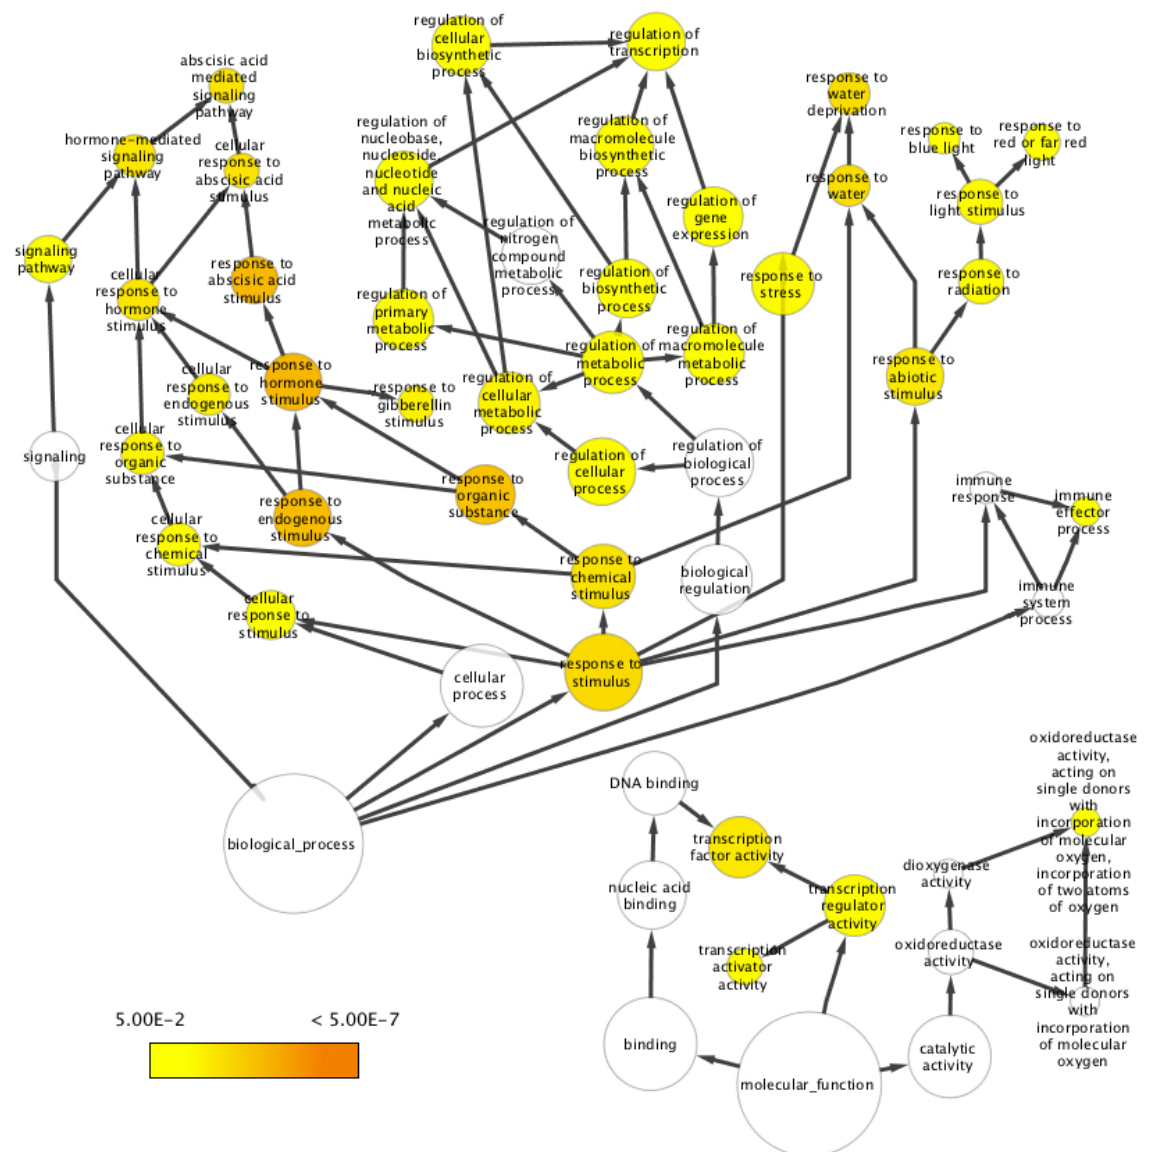 regulation of
cellular
biosynthetic
process
regulation of
transcription
abscisic acid
mediated
signaling
pathway
response to
water
deprivation
regulation of
nucleobase,
nucleoside,
nucleotide
and nucleic
acid
metabolic
process
regulation of
macromolecule
biosynthetic
process
hormone-mediated
signaling
pathway
cellular
response to
abscisic acid
stimulus
response to
blue light
response to
red or far red
light
response to
water
response to
light stimulus
regulation of
gene
expression
regulation of
nitrogen
compound
metabolic
process
signaling
pathway
cellular
response to
hormone
stimulus
response to
abscisic acid
stimulus
regulation of
biosynthetic
process
response to
stress
response to
radiation
regulation of
primary
metabolic
process
regulation of
metabolic
process
regulation of
macromolecule
metabolic
process
response to
abiotic
stimulus
cellular
response to
endogenous
stimulus
response to
hormone
stimulus
response to
gibberellin
stimulus
regulation of
cellular
metabolic
process
signaling
cellular
response to
organic
substance
regulation of
cellular
process
regulation of
biological
process
response to
organic
substance
response to
endogenous
stimulus
immune
response
immune
effector
process
cellular
response to
chemical
stimulus
response to
chemical
stimulus
biological
regulation
immune
system
process
cellular
response to
stimulus
cellular
process
response to
stimulus
biological_process
DNA binding
transcription
factor activity
oxidoreductase
activity,
acting on
single donors
with
incorporation
of molecular
oxygen,
incorporation
of two atoms
of oxygen
nucleic acid
binding
transcription
regulator
activity
dioxygenase
activity
transcription
activator
activity
oxidoreductase
activity
oxidoreductase
activity,
acting on
single donors
with
incorporation
of molecular
oxygen
binding
molecular_function
catalytic
activity
5.00E-2
< 5.00E-7